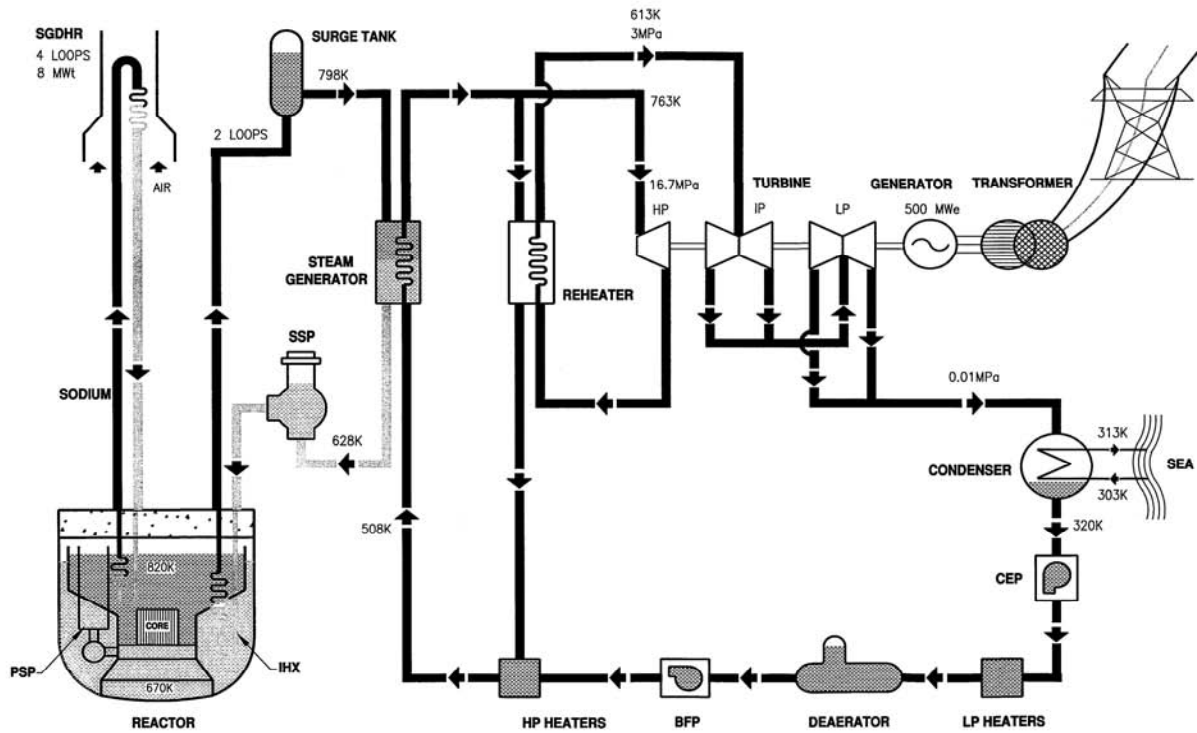 SGDHR
4 LOOPS
8 MWt
AIR
SURGE TANK
798K
2 LOOPS
613K
3MPa
763K
16.7MPa
HP
TURBINE
IP
LP
GENERATOR
500 MWe
TRANSFORMER
STEAM
GENERATOR
REHEATER
SSP
SODIUM
628K
0.01MPa
313K
CONDENSER
SEA
303K
320K
508K
820K
CEP
CORE
PSP
IHX
670K
REACTOR
HP HEATERS
BFP
DEAERATOR
LP HEATERS